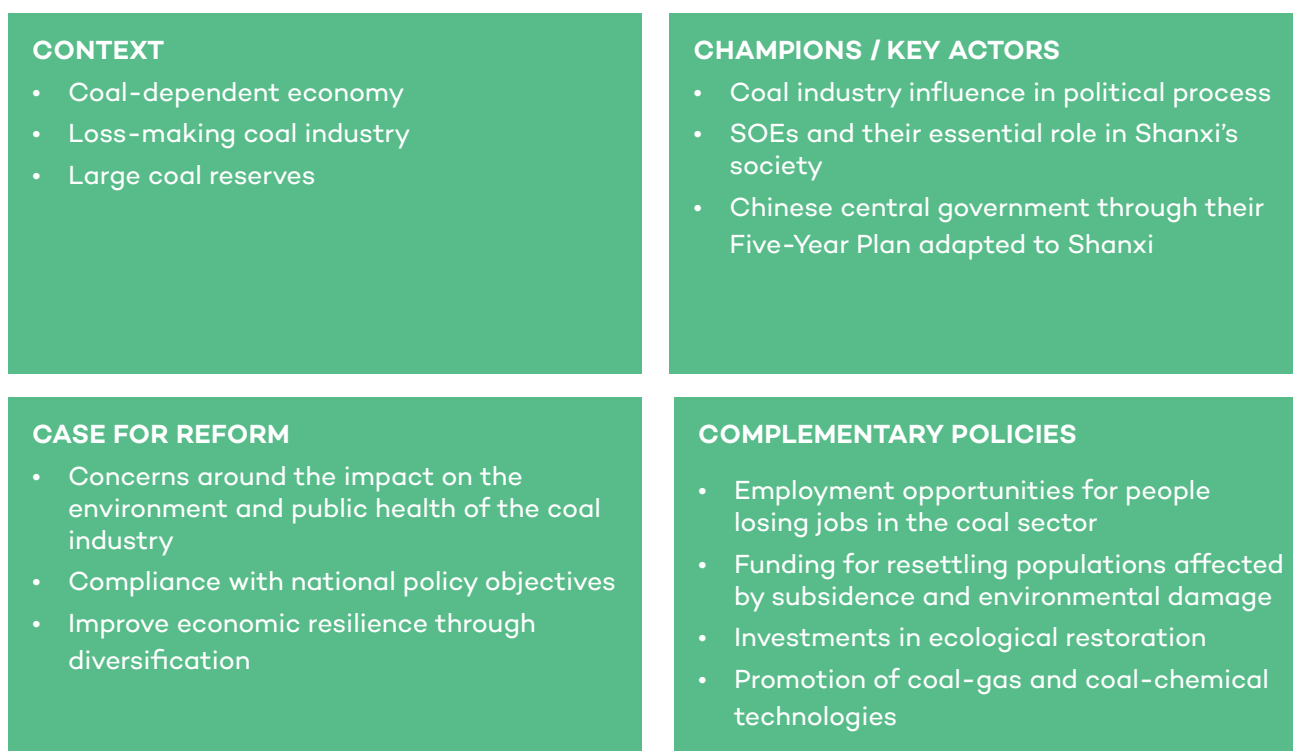 CONTEXT
• Coal-dependent economy
• Loss-making coal industry
• Large coal reserves
CHAMPIONS / KEY ACTORS
• Coal industry influence in political process
• SOEs and their essential role in Shanxi’s
society
• Chinese central government through their
Five-Year Plan adapted to Shanxi
CASE FOR REFORM
• Concerns around the impact on the
environment and public health of the coal
industry
• Compliance with national policy objectives
• Improve economic resilience through
diversification
COMPLEMENTARY POLICIES
• Employment opportunities for people
losing jobs in the coal sector
• Funding for resettling populations affected
by subsidence and environmental damage
• Investments in ecological restoration
• Promotion of coal-gas and coal-chemical
technologies